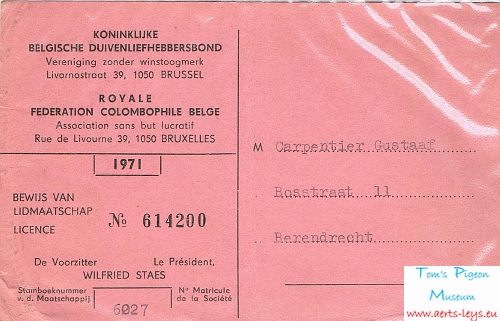 KONINKLIJKE
BELGISCHE DUIVENLIEFHEBBERSBOND
Vereniging zonder winstoogmerk
Livornostraat 39, 1050 BRUSSEL
ROYALE
FEDERATION COLOMBOPHILE BELGE
Association sans but lucratif
Rue de Livourne 39, 1050 BRUXELLES
1971
BEWIJS VAN
LIDMAATSCHAP
LICENCE
No 614200
De Voorzitter Le Président,
WILFRIED STAES
Stamboeknummer
v. d. Maatschappij
6027
No Matricule
de la Société
M Carpentier Gustaaf
Rosstraat 11
Berendrecht
Tom's Pigeon
Museum
www.aerts-leys.eu